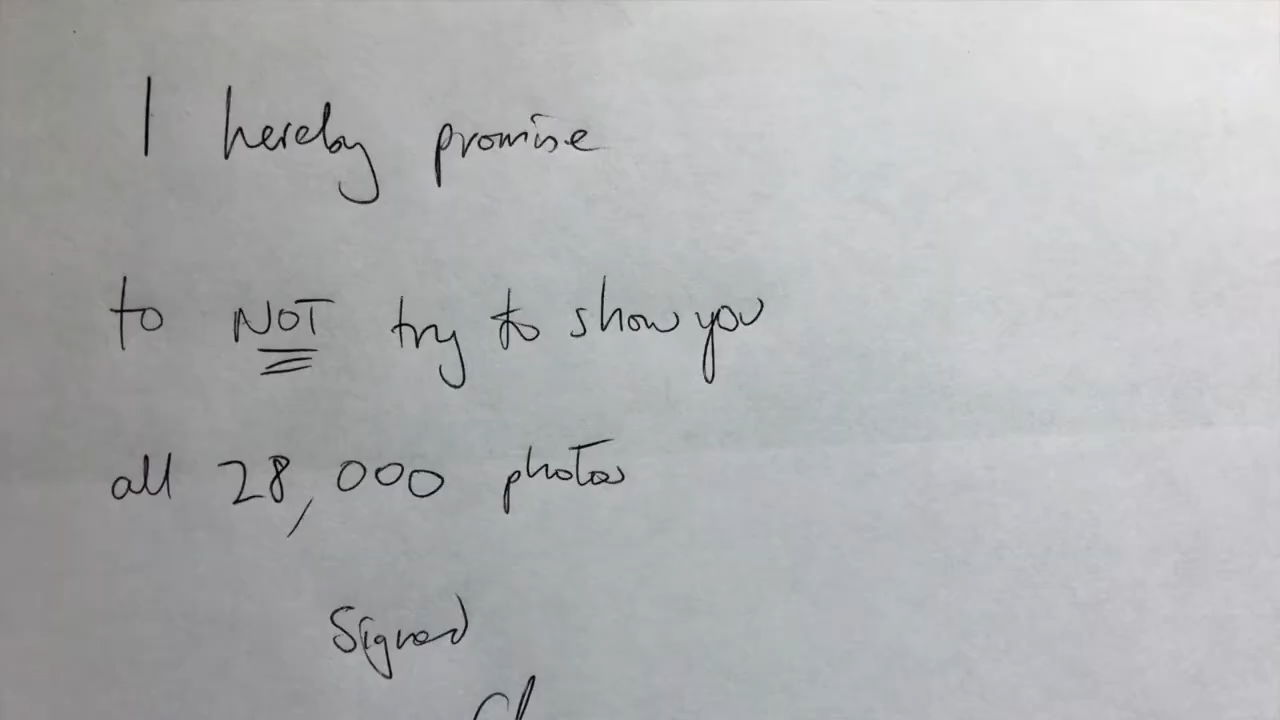 I hereby promise
to NOT try to show you
all 28,000 photos
Signed